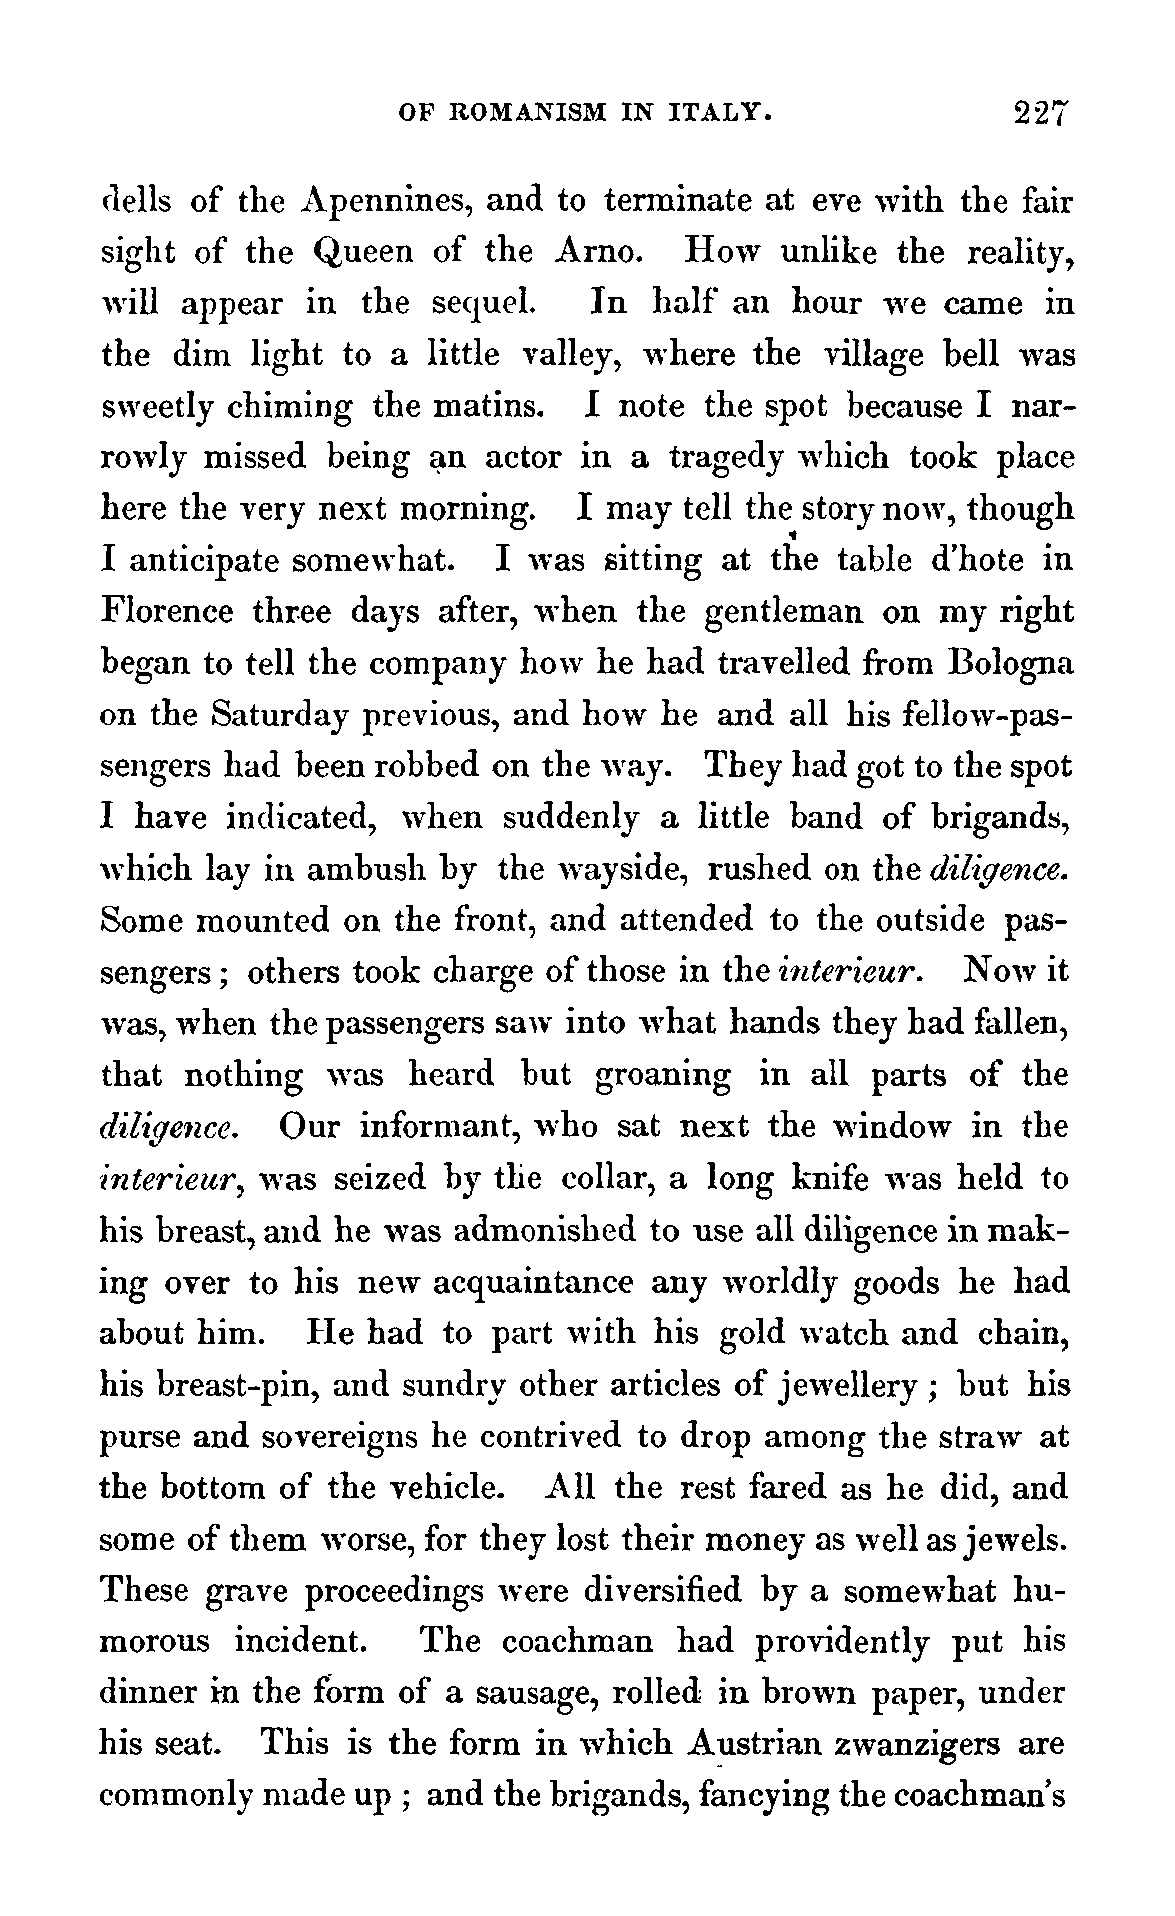 OF ROMANISM IN ITALY. 227
dells of the Apennines, and to terminate at eve with the fair
sight of the Queen of the Arno. How unlike the reality,
will appear in the sequel. In half an hour we came in
the dim light to a little valley, where the village bell was
sweetly chiming the matins. I note the spot because I nar-
rowly missed being an actor in a tragedy which took place
here the very next morning. I may tell the story now, though
I anticipate somewhat. I was sitting at the table d'hote in
Florence three days after, when the gentleman on my right
began to tell the company how he had travelled from Bologna
on the Saturday previous, and how he and all his fellow-pas-
sengers had been robbed on the way. They had got to the spot
I have indicated, when suddenly a little band of brigands,
which lay in ambush by the wayside, rushed on the diligence.
Some mounted on the front, and attended to the outside pas-
sengers ; others took charge of those in the interieur. Now it
was, when the passengers saw into what hands they had fallen,
that nothing was heard but groaning in all parts of the
diligence. Our informant, who sat next the window in the
interieur, was seized by the collar, a long knife was held to
his breast, and he was admonished to use all diligence in mak-
ing over to his new acquaintance any worldly goods he had
about him. He had to part with his gold watch and chain,
his breast-pin, and sundry other articles of jewellery ; but his
purse and sovereigns he contrived to drop among the straw at
the bottom of the vehicle. All the rest fared as he did, and
some of them worse, for they lost their money as well as jewels.
These grave proceedings were diversified by a somewhat hu-
morous incident. The coachman had providently put his
dinner in the form of a sausage, rolled in brown paper, under
his seat. This is the form in which Austrian zwanzigers are
commonly made up ; and the brigands, fancying the coachman's